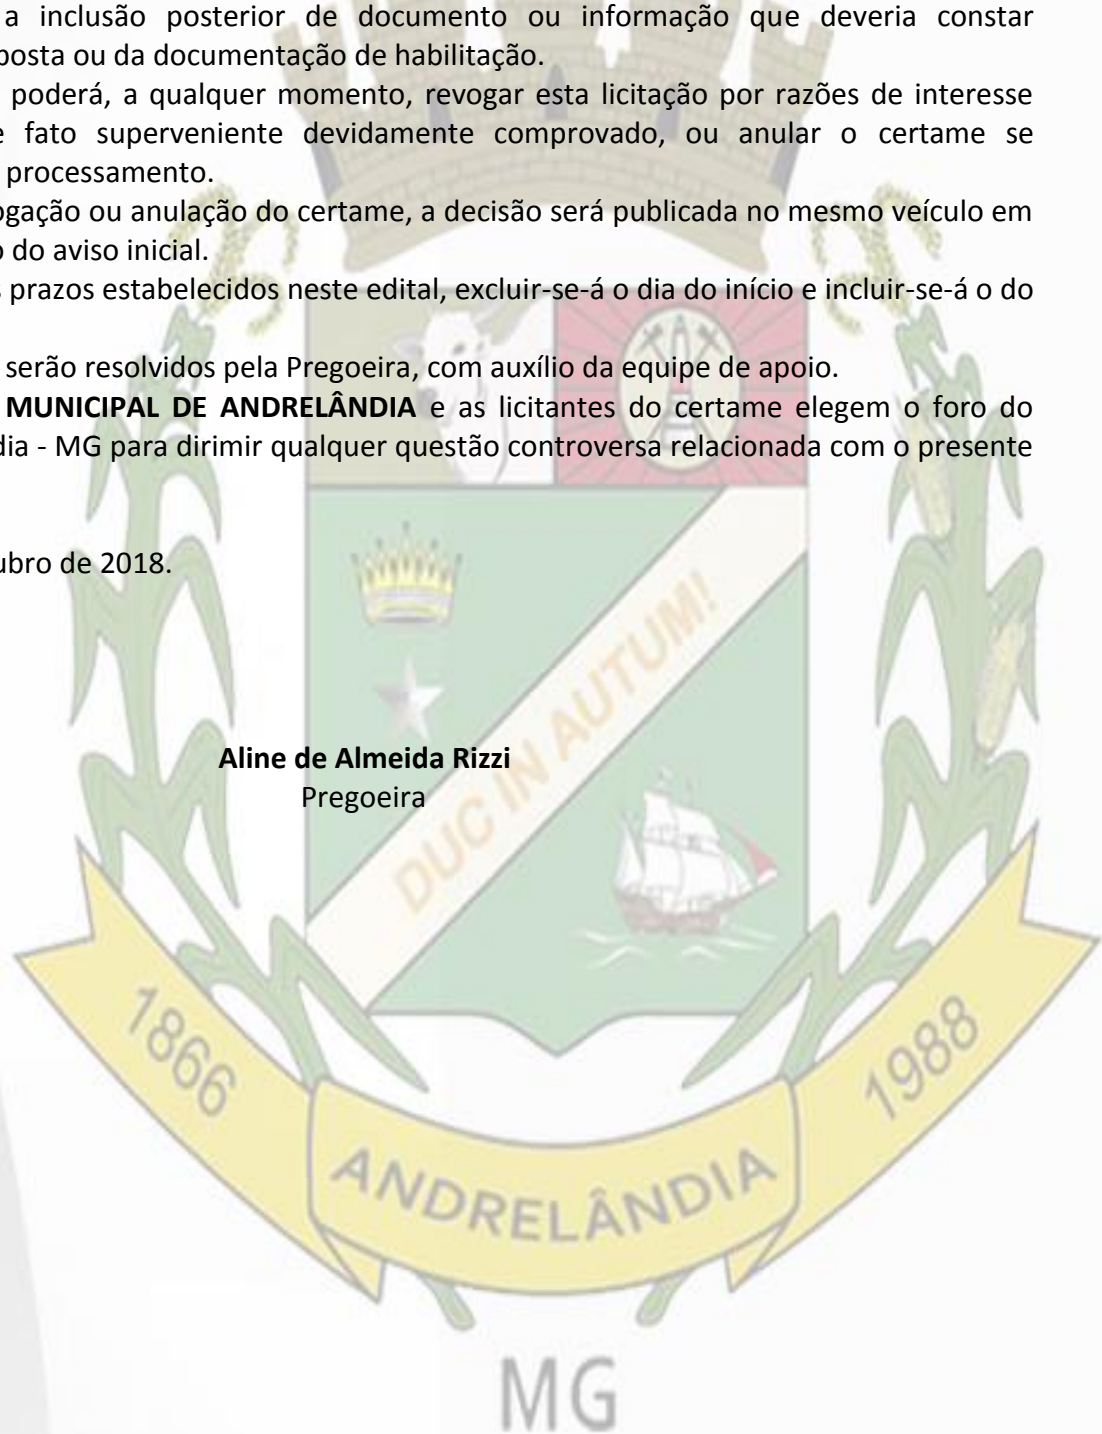 a inclusão posterior de documento ou informação que deveria constar
posta ou da documentação de habilitação.
poderá, a qualquer momento, revogar esta licitação por razões de interesse
e fato superveniente devidamente comprovado, ou anular o certame se
processamento.
ogação ou anulação do certame, a decisão será publicada no mesmo veículo em
o do aviso inicial.
s prazos estabelecidos neste edital, excluir-se-á o dia do início e incluir-se-á o do
serão resolvidos pela Pregoeira, com auxílio da equipe de apoio.
MUNICIPAL DE ANDRELÂNDIA e as licitantes do certame elegem o foro do
dia - MG para dirimir qualquer questão controversa relacionada com o presente
ubro de 2018.
DUC IN AUTUM!
Aline de Almeida Rizzi
Pregoeira
1866
ANDRELÂNDIA
1988
MG